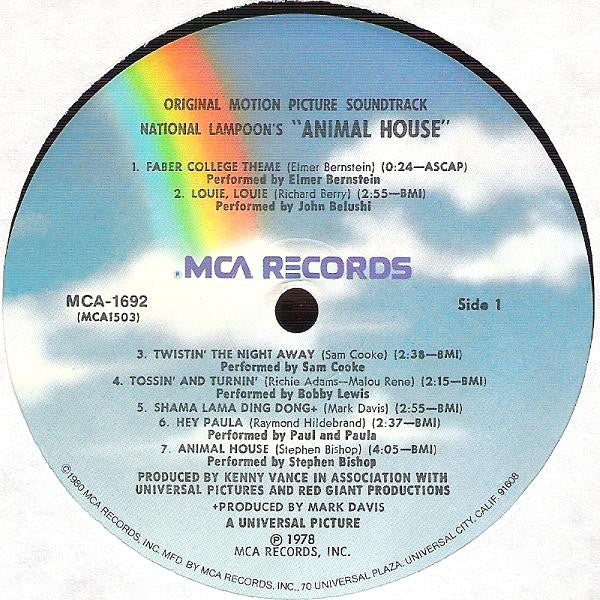 ORIGINAL MOTION PICTURE SOUNDTRACK
NATIONAL LAMPOON'S "ANIMAL HOUSE"
1. FABER COLLEGE THEME (Elmer Bernstein) (0:24—ASCAP)
Performed by Elmer Bernstein
2. LOUIE, LOUIE (Richard Berry) (2:55—BMI)
Performed by John Belushi
®MCA RECORDS
MCA-1692
(MCA1503)
Side 1
3. TWISTIN' THE NIGHT AWAY (Sam Cooke) (2:38—BMI)
Performed by Sam Cooke
4. TOSSIN' AND TURNIN' (Richie Adams—Malou Rene) (2:15—BMI)
Performed by Bobby Lewis
5. SHAMA LAMA DING DONG+ (Mark Davis) (2:55—BMI)
6. HEY PAULA (Raymond Hildebrand) (2:37—BMI)
Performed by Paul and Paula
7. ANIMAL HOUSE (Stephen Bishop) (4:05—BMI)
Performed by Stephen Bishop
PRODUCED BY KENNY VANCE IN ASSOCIATION WITH
UNIVERSAL PICTURES AND RED GIANT PRODUCTIONS
+PRODUCED BY MARK DAVIS
A UNIVERSAL PICTURE
℗ 1978
MCA RECORDS, INC.
©1980 MCA RECORDS, INC. MFD. BY MCA RECORDS, INC., 70 UNIVERSAL PLAZA, UNIVERSAL CITY, CALIF. 91608